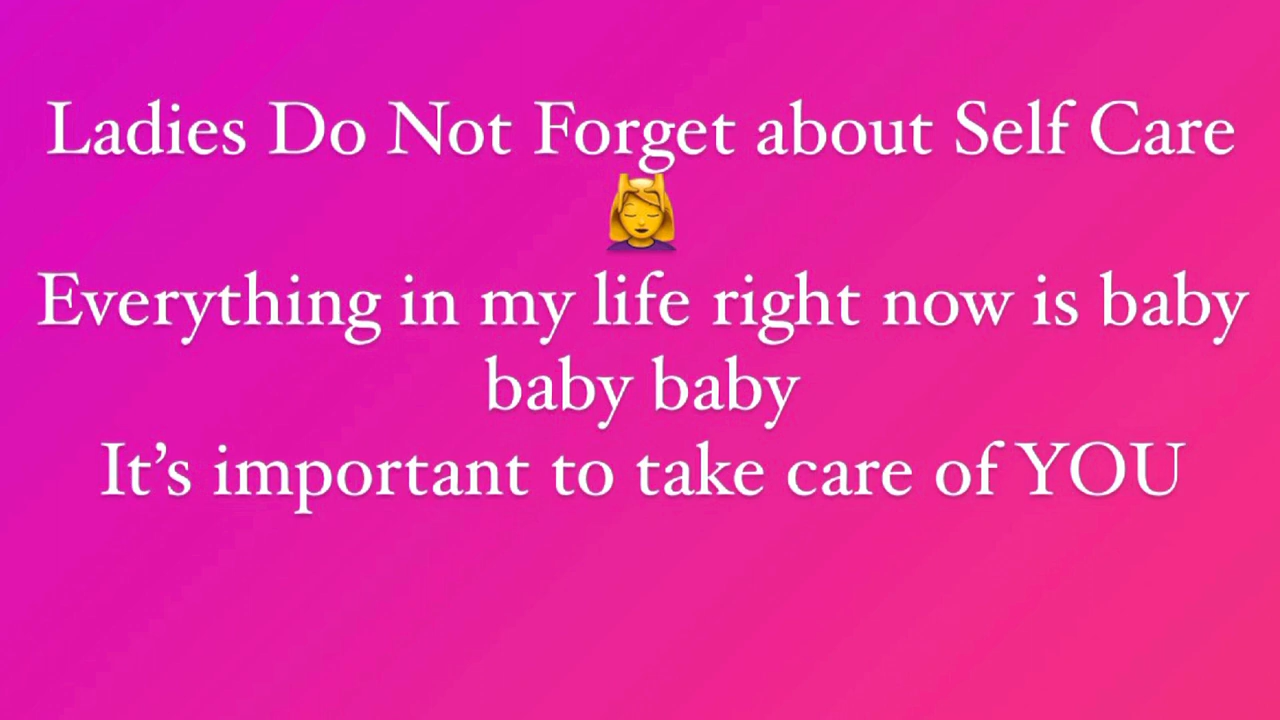 Ladies Do Not Forget about Self Care
💆‍♀️
Everything in my life right now is baby
baby baby
It’s important to take care of YOU